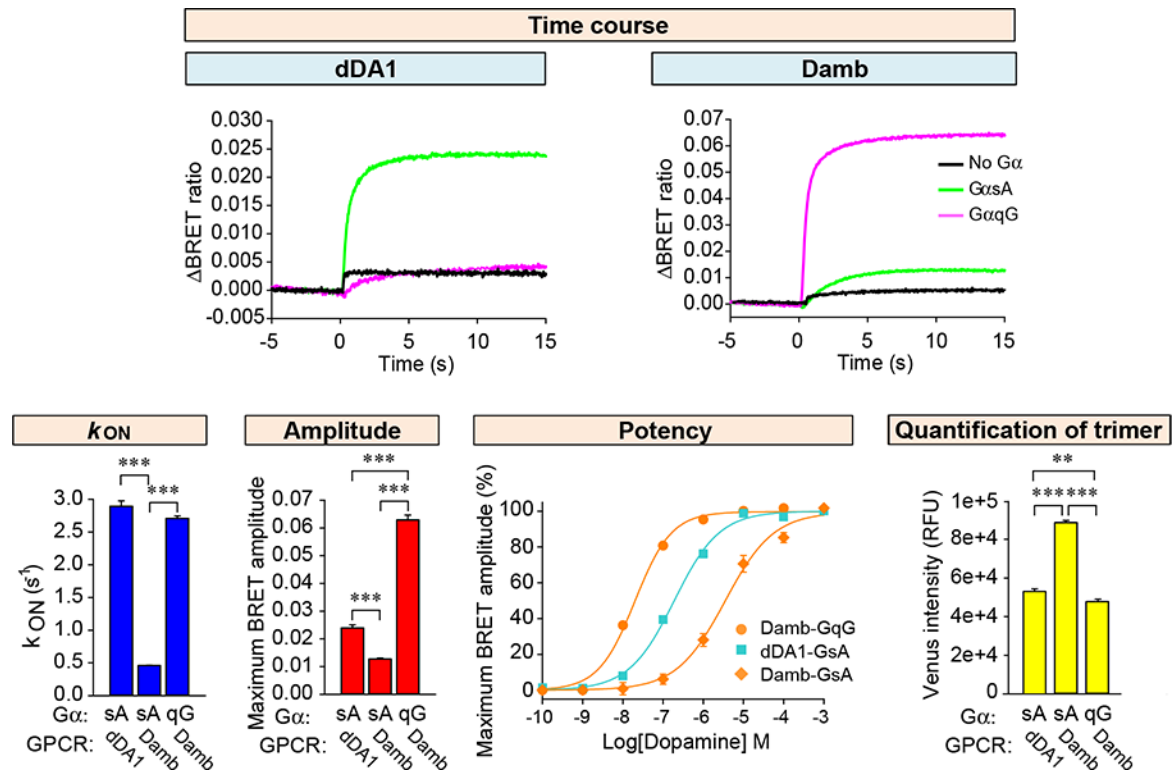 Time course
dDA1
Damb
0.030
0.025
0.020
0.015
0.010
0.005
0.000
-0.005
ΔBRET ratio
-5 0 5 10 15
Time (s)
0.07
0.06
0.05
0.04
0.03
0.02
0.01
0.00
ΔBRET ratio
-5 0 5 10 15
Time (s)
No Gα
GαsA
GαqG
kON
*** ***
3.0
2.5
2.0
1.5
1.0
0.5
0.0
kON (s-1)
Gα: sA sA qG
GPCR: dDA1 Damb Damb
Amplitude
***
***
***
0.07
0.06
0.05
0.04
0.03
0.02
0.01
0.00
Maximum BRET amplitude
Gα: sA sA qG
GPCR: dDA1 Damb Damb
Potency
100
80
60
40
20
0
Maximum BRET amplitude (%)
Damb-GqG
dDA1-GsA
Damb-GsA
-10 -9 -8 -7 -6 -5 -4 -3
Log[Dopamine] M
Quantification of trimer
**
******
1e+5
8e+4
6e+4
4e+4
2e+4
0
Venus intensity (RFU)
Gα: sA sA qG
GPCR: dDA1 Damb Damb